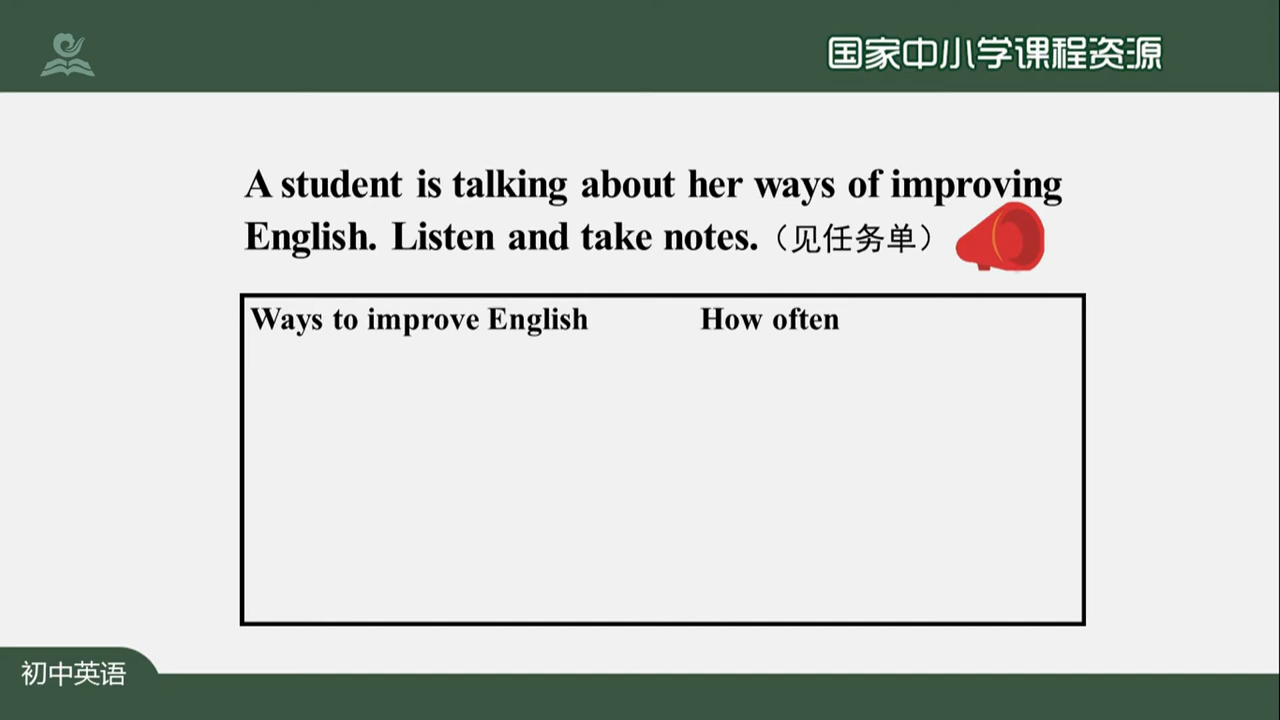 国家中小学课程资源
A student is talking about her ways of improving
English. Listen and take notes.（见任务单）
Ways to improve English How often
初中英语